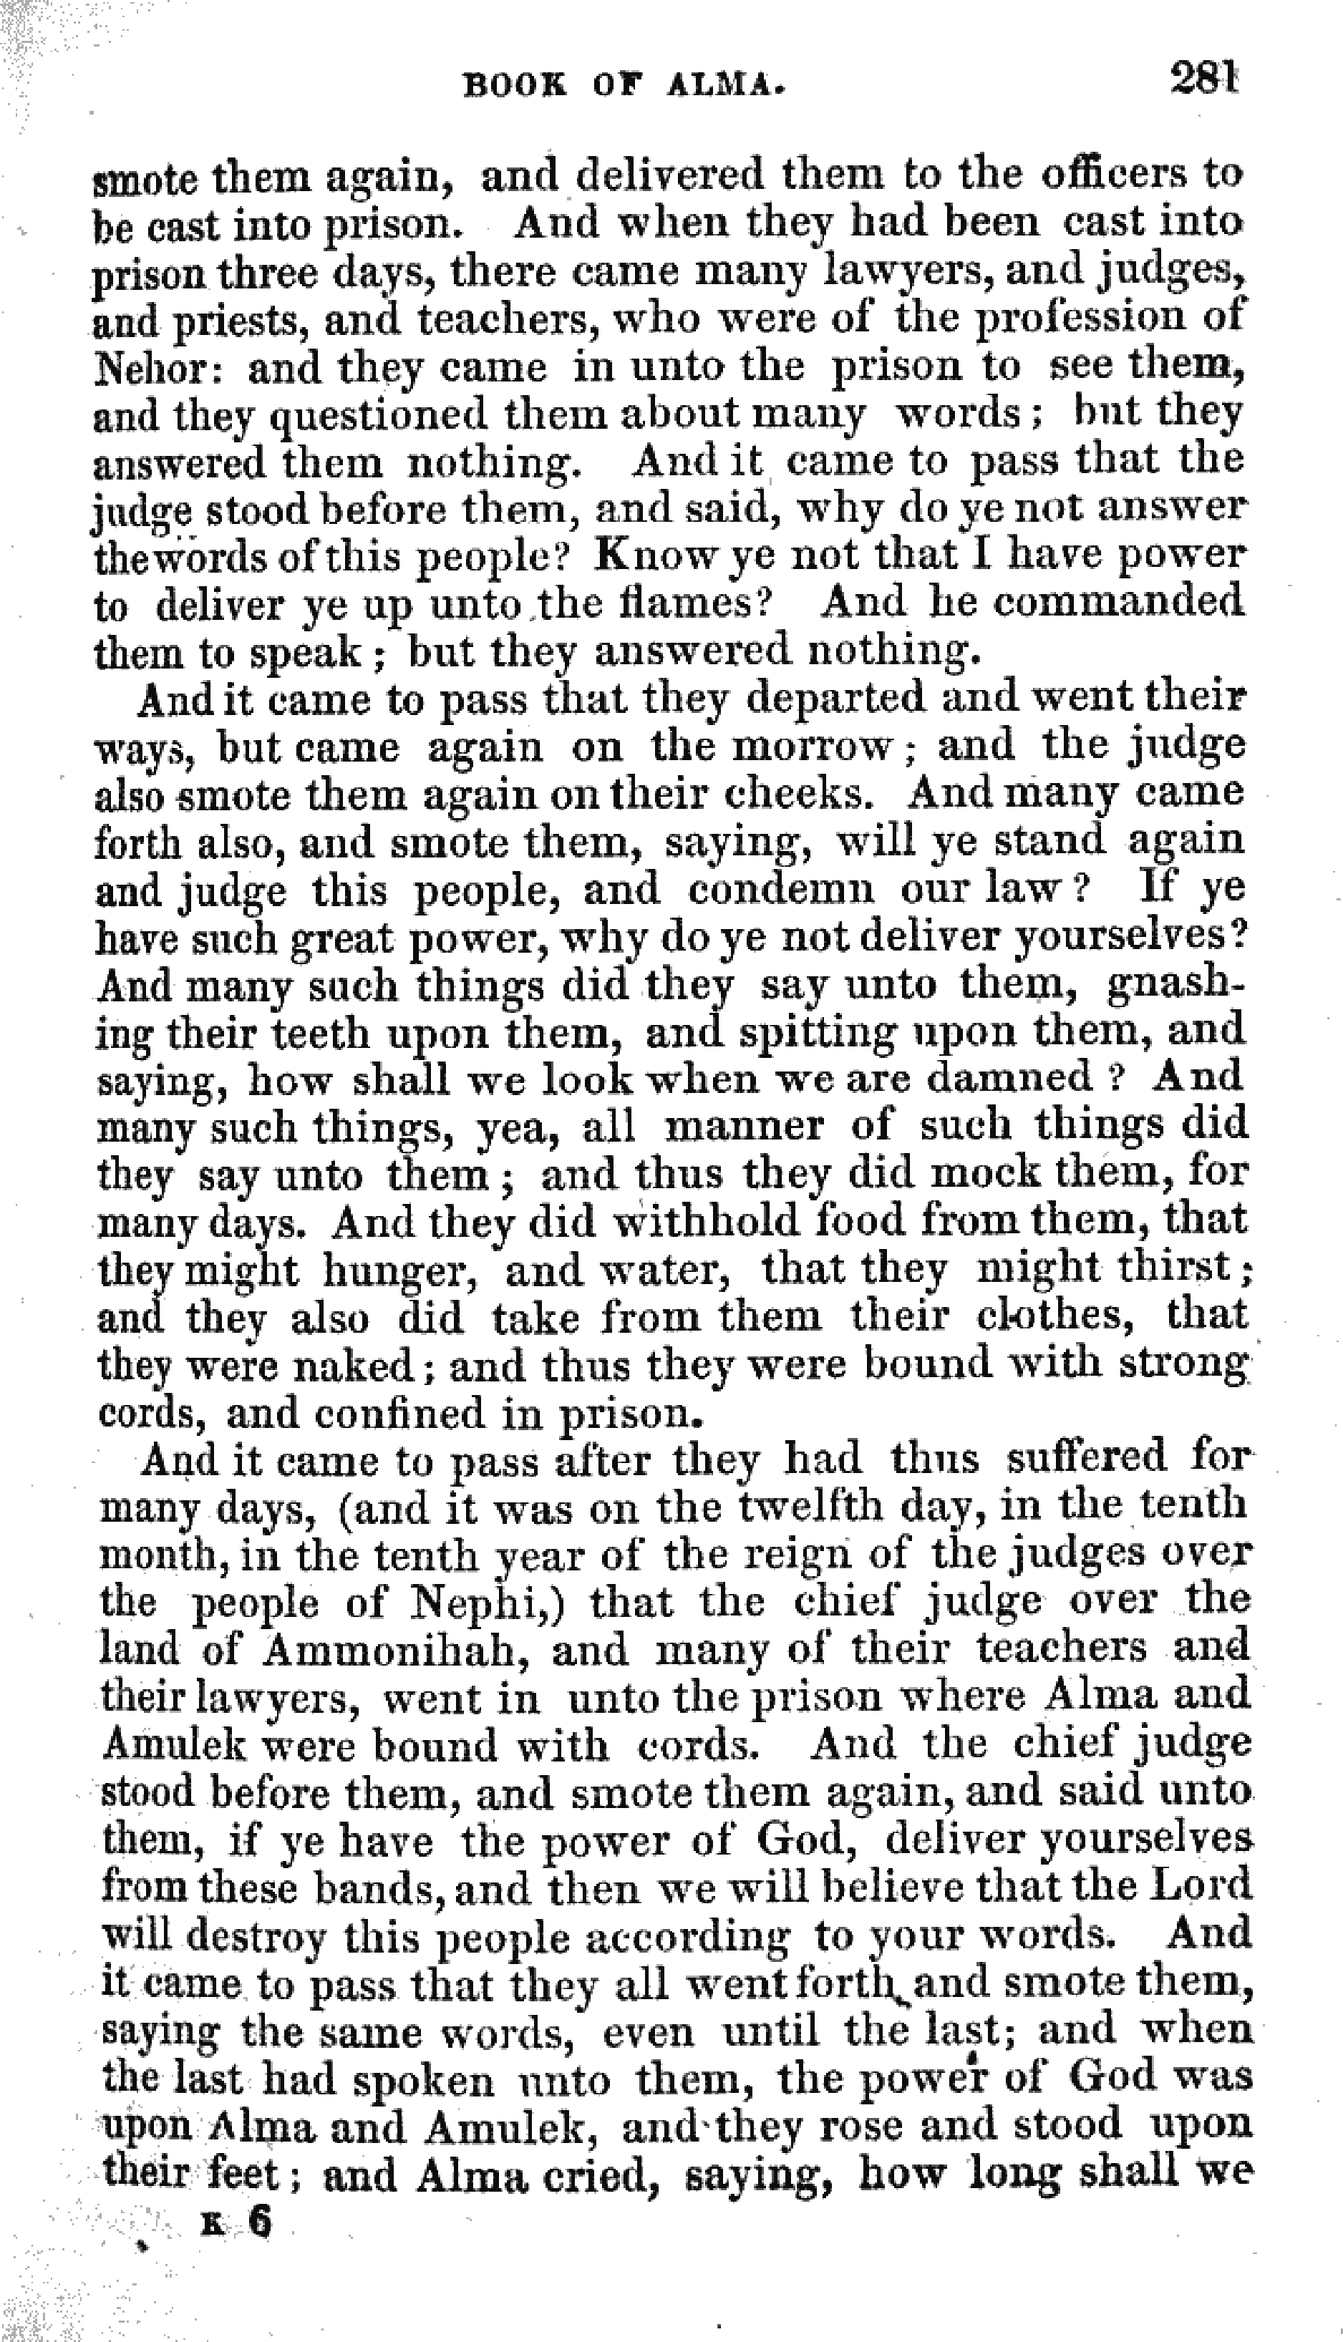 BOOK OF ALMA. 281
smote them again, and delivered them to the officers to
be cast into prison. And when they had been cast into
prison three days, there came many lawyers, and judges,
and priests, and teachers, who were of the profession of
Nehor: and they came in unto the prison to see them,
and they questioned them about many words; but they
answered them nothing. And it came to pass that the
judge stood before them, and said, why do ye not answer
the words of this people? Know ye not that I have power
to deliver ye up unto the flames? And he commanded
them to speak; but they answered nothing.
And it came to pass that they departed and went their
ways, but came again on the morrow; and the judge
also smote them again on their cheeks. And many came
forth also, and smote them, saying, will ye stand again
and judge this people, and condemn our law? If ye
have such great power, why do ye not deliver yourselves?
And many such things did they say unto them, gnash-
ing their teeth upon them, and spitting upon them, and
saying, how shall we look when we are damned? And
many such things, yea, all manner of such things did
they say unto them; and thus they did mock them, for
many days. And they did withhold food from them, that
they might hunger, and water, that they might thirst;
and they also did take from them their clothes, that
they were naked; and thus they were bound with strong
cords, and confined in prison.
And it came to pass after they had thus suffered for
many days, (and it was on the twelfth day, in the tenth
month, in the tenth year of the reign of the judges over
the people of Nephi,) that the chief judge over the
land of Ammonihah, and many of their teachers and
their lawyers, went in unto the prison where Alma and
Amulek were bound with cords. And the chief judge
stood before them, and smote them again, and said unto
them, if ye have the power of God, deliver yourselves
from these bands, and then we will believe that the Lord
will destroy this people according to your words. And
it came to pass that they all went forth and smote them,
saying the same words, even until the last; and when
the last had spoken unto them, the power of God was
upon Alma and Amulek, and they rose and stood upon
their feet; and Alma cried, saying, how long shall we
K 6